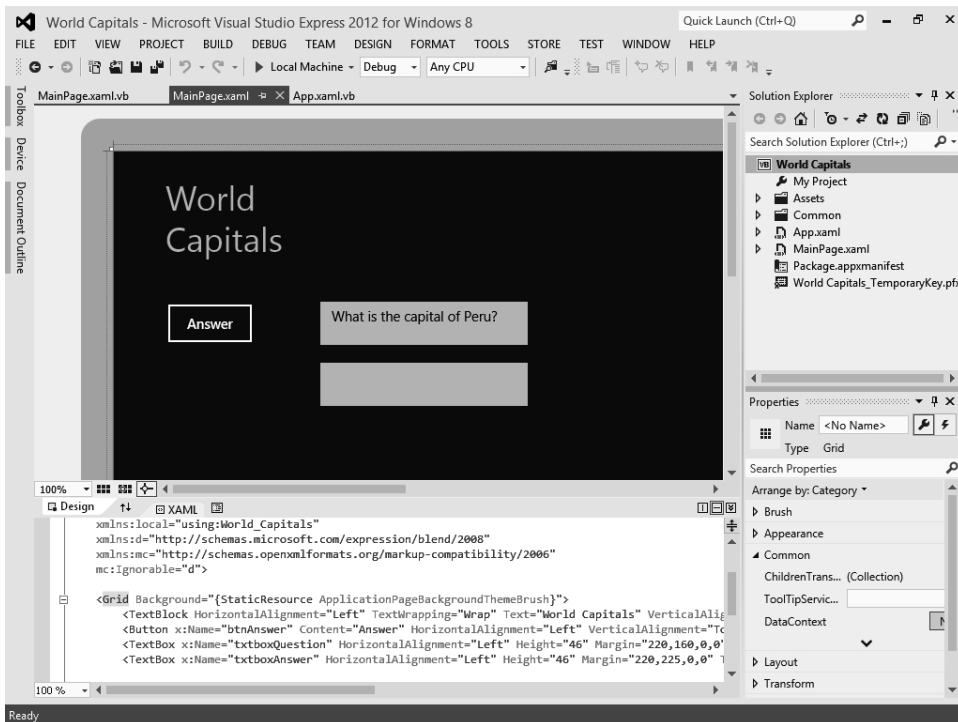 World Capitals - Microsoft Visual Studio Express 2012 for Windows 8
Quick Launch (Ctrl+Q)
FILE EDIT VIEW PROJECT BUILD DEBUG TEAM DESIGN FORMAT TOOLS STORE TEST WINDOW HELP
Local Machine Debug Any CPU
Toolbox
Device
Document Outline
MainPage.xaml.vb MainPage.xaml App.xaml.vb
World
Capitals
Answer
What is the capital of Peru?
100%
Design XAML
xmlns:local="using:World_Capitals"
xmlns:d="http://schemas.microsoft.com/expression/blend/2008"
xmlns:mc="http://schemas.openxmlformats.org/markup-compatibility/2006"
mc:Ignorable="d">
<Grid Background="{StaticResource ApplicationPageBackgroundThemeBrush}">
<TextBlock HorizontalAlignment="Left" TextWrapping="Wrap" Text="World Capitals" VerticalAlig
<Button x:Name="btnAnswer" Content="Answer" HorizontalAlignment="Left" VerticalAlignment="To
<TextBox x:Name="txtboxQuestion" HorizontalAlignment="Left" Height="46" Margin="220,160,0,0"
<TextBox x:Name="txtboxAnswer" HorizontalAlignment="Left" Height="46" Margin="220,225,0,0"
100 %
Solution Explorer
Search Solution Explorer (Ctrl+;)
VB World Capitals
My Project
Assets
Common
App.xaml
MainPage.xaml
Package.appxmanifest
World Capitals_TemporaryKey.pf
Properties
Name <No Name>
Type Grid
Search Properties
Arrange by: Category
Brush
Appearance
Common
ChildrenTrans... (Collection)
ToolTipServic...
DataContext N
Layout
Transform
Ready